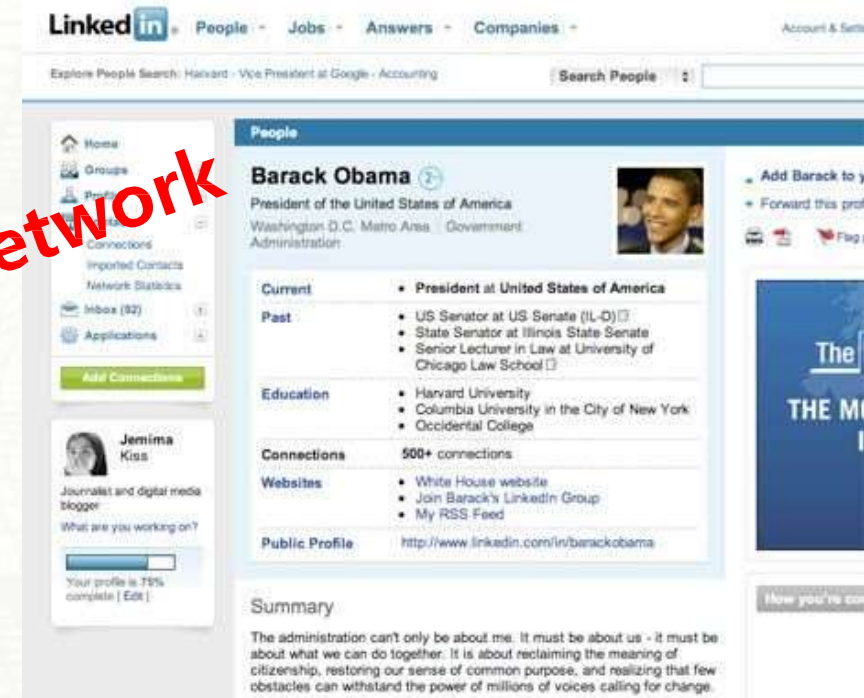 Linked in
People
Jobs
Answers
Companies
Account &
Explore People Search: Harvard - Vice President at Google - Accounting
Search People
Home
Groups
etwork
Connections
Imported Contacts
Network Statistics
Inbox (92)
Applications
Add Connections
Jemima
Kiss
Journalist and digital media
blogger
What are you working on?
Your profile is 75%
complete [ Edit ]
People
Barack Obama
President of the United States of America
Washington D.C. Metro Area Government
Administration
Current
• President at United States of America
Past
• US Senator at US Senate (IL-D)
• State Senator at Illinois State Senate
• Senior Lecturer in Law at University of
Chicago Law School
Education
• Harvard University
• Columbia University in the City of New York
• Occidental College
Connections
500+ connections
Websites
• White House website
• Join Barack's LinkedIn Group
• My RSS Feed
Public Profile
http://www.linkedin.com/in/barackobama
Summary
The administration can't only be about me. It must be about us - it must be
about what we can do together. It is about reclaiming the meaning of
citizenship, restoring our sense of common purpose, and realizing that few
obstacles can withstand the power of millions of voices calling for change
Add Barack to y
Forward this prof
Flag
The
THE MO
How you're co